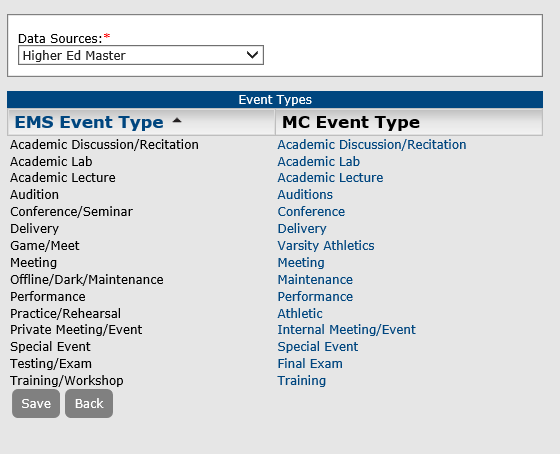 Data Sources:*
Higher Ed Master
Event Types
EMS Event Type MC Event Type
Academic Discussion/Recitation Academic Discussion/Recitation
Academic Lab Academic Lab
Academic Lecture Academic Lecture
Audition Auditions
Conference/Seminar Conference
Delivery Delivery
Game/Meet Varsity Athletics
Meeting Meeting
Offline/Dark/Maintenance Maintenance
Performance Performance
Practice/Rehearsal Athletic
Private Meeting/Event Internal Meeting/Event
Special Event Special Event
Testing/Exam Final Exam
Training/Workshop Training
Save Back